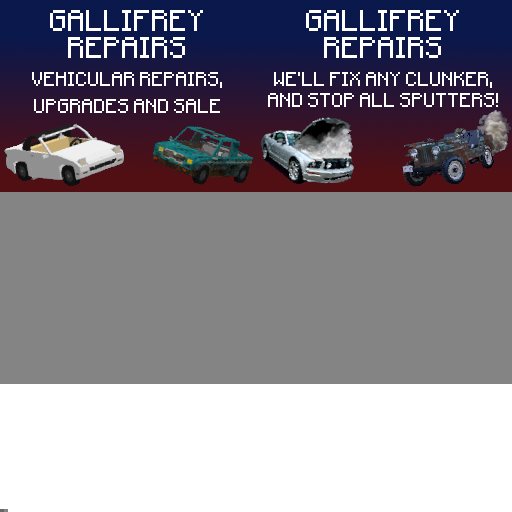 GALLIFREY
REPAIRS
VEHICULAR REPAIRS,
UPGRADES AND SALE
GALLIFREY
REPAIRS
WE'LL FIX ANY CLUNKER,
AND STOP ALL SPUTTERS!